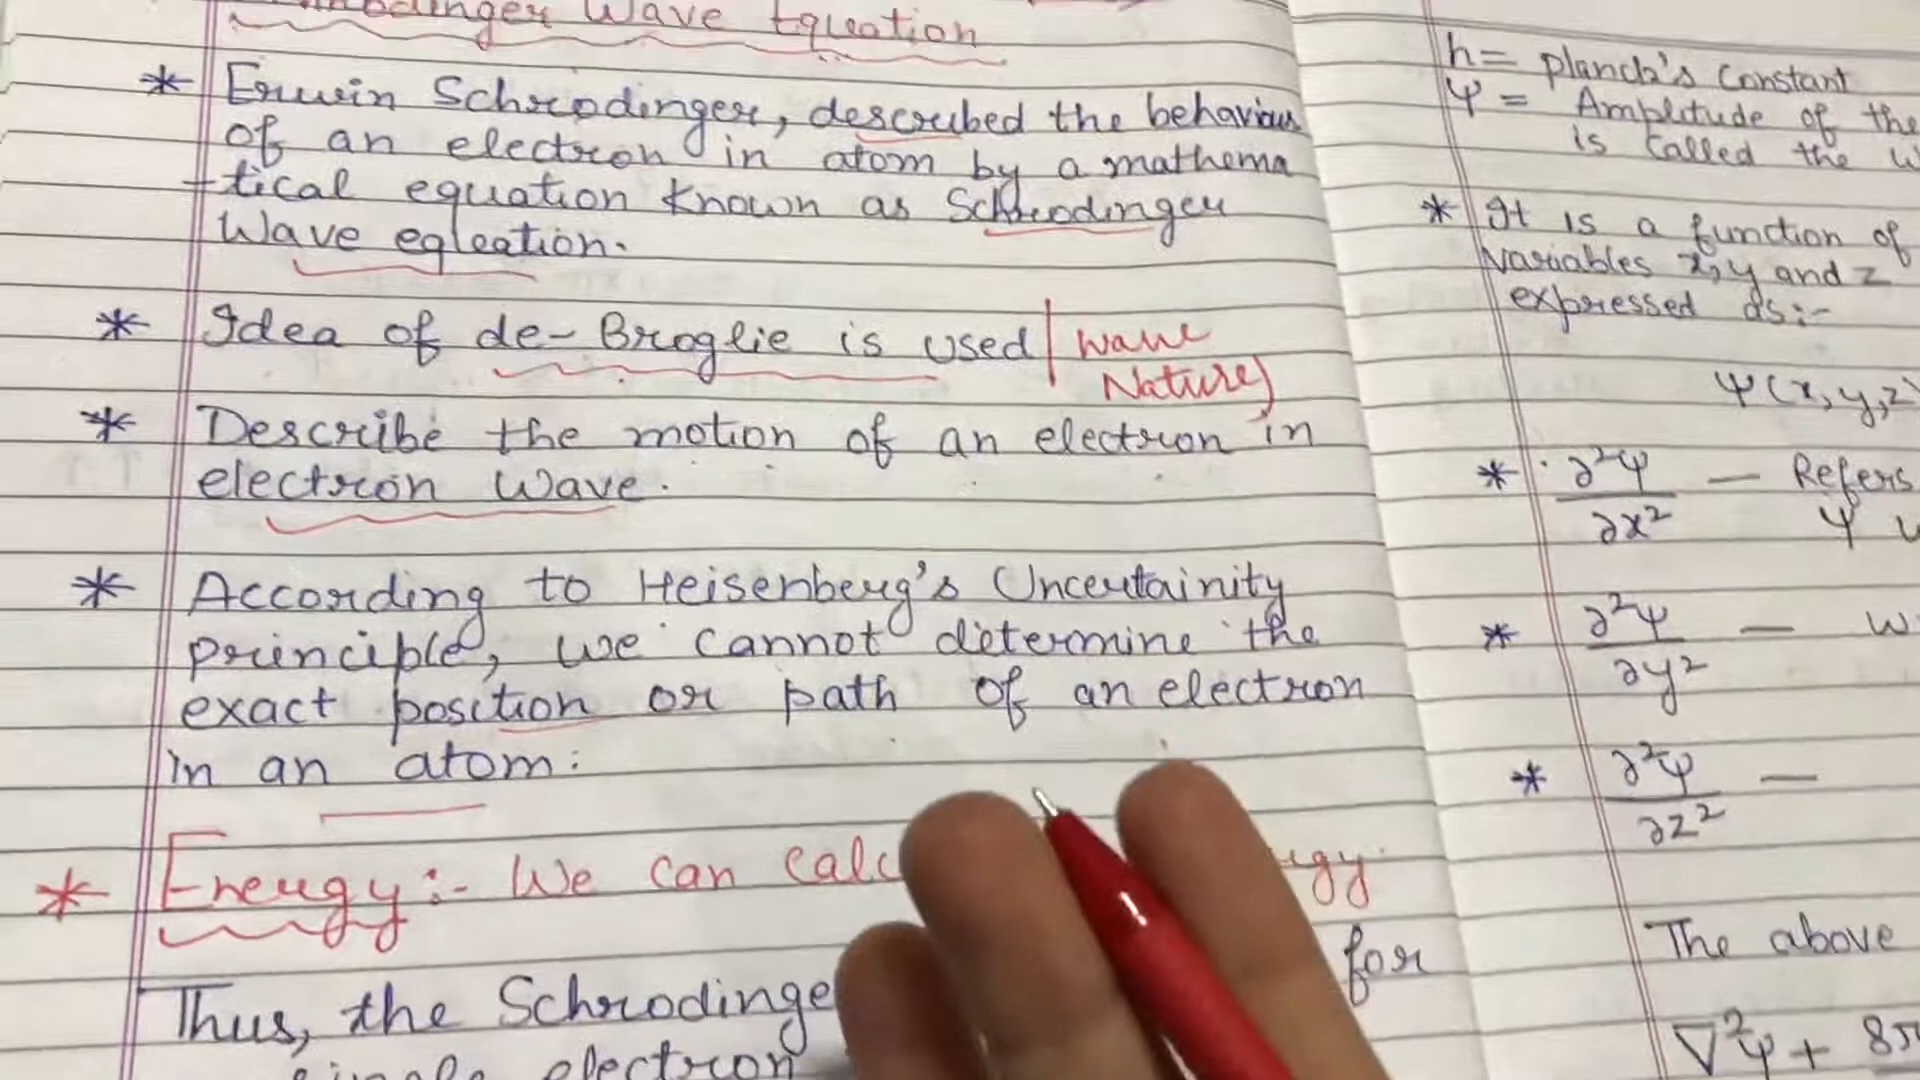 Wave Equation
* Erwin Schrodinger, described the behaviour
of an electron in atom by a mathema
-tical equation known as Schrodinger
Wave eqleation.
* Idea of de-Broglie is used (wave
Nature)
* Describe the motion of an electron in
electron Wave.
* According to Heisenberg's Uncertainity
principle, we cannot determine the
exact position or path of an electron
in an atom:
* Energy:- We can
Thus, the for
electron
h = planck's Constant
Ψ = Amplitude of the
is called the
* It is a function of
variables x, y and z
expressed as:-
Ψ(x, y, z)
* ∂²Ψ/∂x² — Refers
Ψ
* ∂²Ψ/∂y² —
* ∂²Ψ/∂z² —
The above
∇²Ψ +